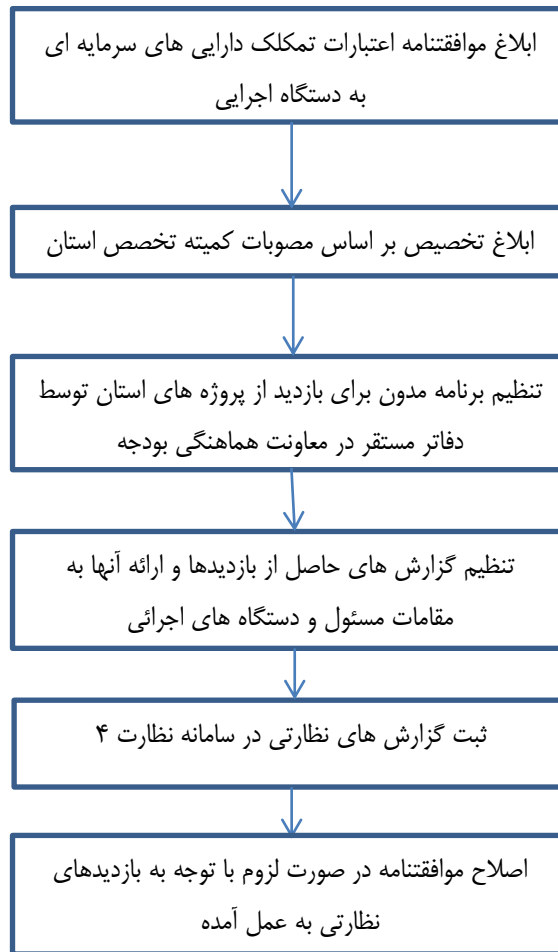 ابلاغ موافقتنامه اعتبارات تمکلک دارایی های سرمایه ای
به دستگاه اجرایی
ابلاغ تخصیص بر اساس مصوبات کمیته تخصص استان
تنظیم برنامه مدون برای بازدید از پروژه های استان توسط
دفاتر مستقر در معاونت هماهنگی بودجه
تنظیم گزارش های حاصل از بازدیدها و ارائه آنها به
مقامات مسئول و دستگاه های اجرائی
ثبت گزارش های نظارتی در سامانه نظارت ۴
اصلاح موافقتنامه در صورت لزوم با توجه به بازدیدهای
نظارتی به عمل آمده